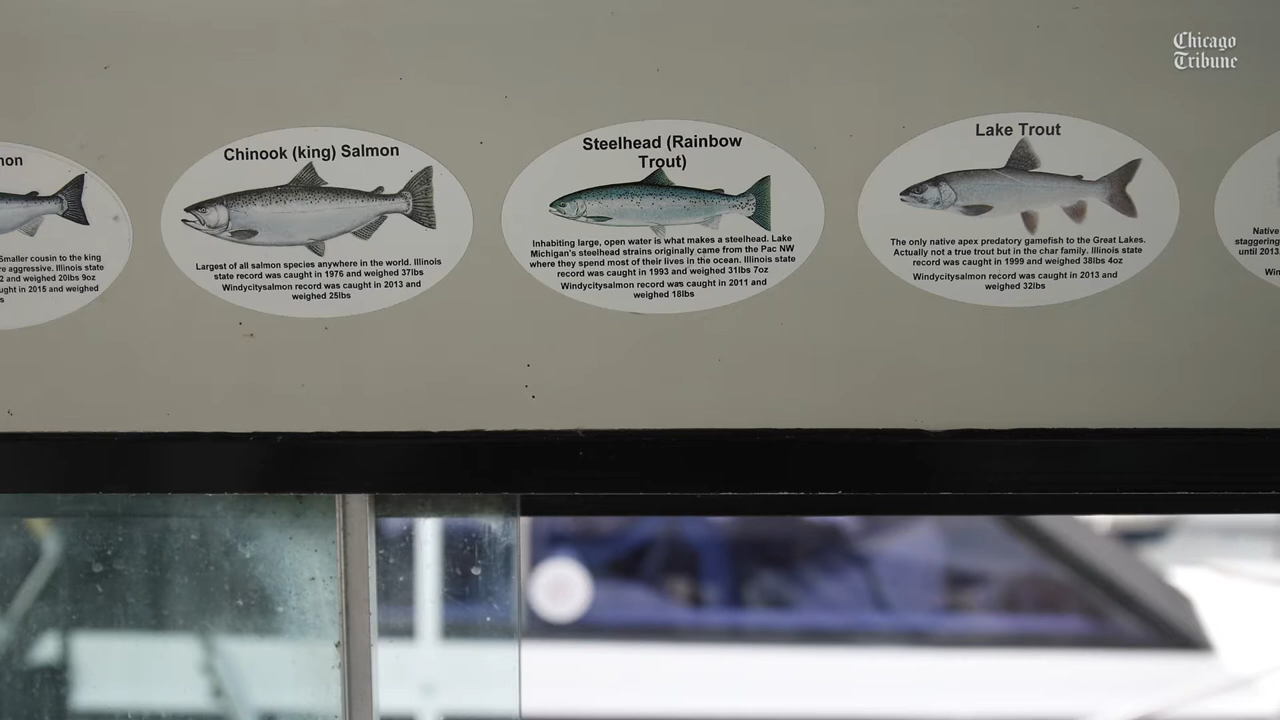 Chicago
Tribune
non
Smaller cousin to the king
re aggressive. Illinois state
2 and weighed 20lbs 9oz
ught in 2015 and weighed
s
Chinook (king) Salmon
Largest of all salmon species anywhere in the world. Illinois
state record was caught in 1976 and weighed 37lbs
Windycitysalmon record was caught in 2013 and
weighed 25lbs
Steelhead (Rainbow
Trout)
Inhabiting large, open water is what makes a steelhead. Lake
Michigan's steelhead strains originally came from the Pac NW
where they spend most of their lives in the ocean. Illinois state
record was caught in 1993 and weighed 31lbs 7oz
Windycitysalmon record was caught in 2011 and
weighed 18lbs
Lake Trout
The only native apex predatory gamefish to the Great Lakes.
Actually not a true trout but in the char family. Illinois state
record was caught in 1999 and weighed 38lbs 4oz
Windycitysalmon record was caught in 2013 and
weighed 32lbs
Native
staggering
until 2013.
Win